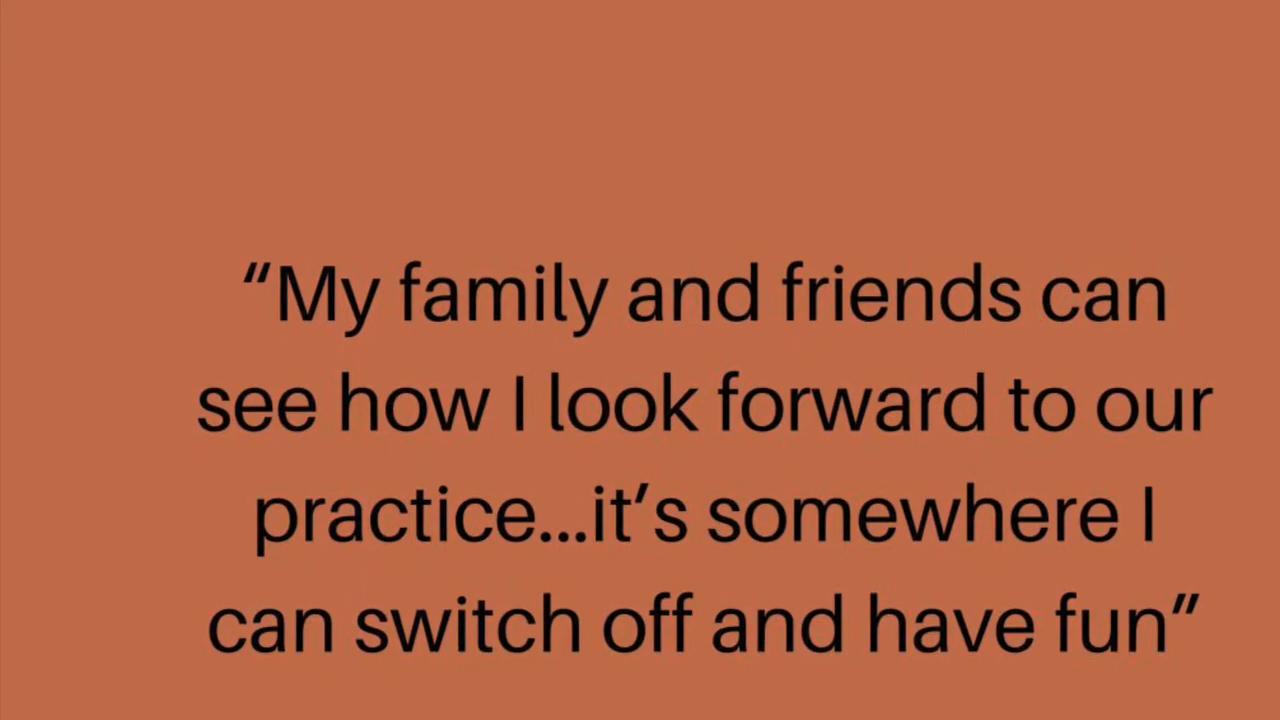 “My family and friends can
see how I look forward to our
practice...it’s somewhere I
can switch off and have fun”